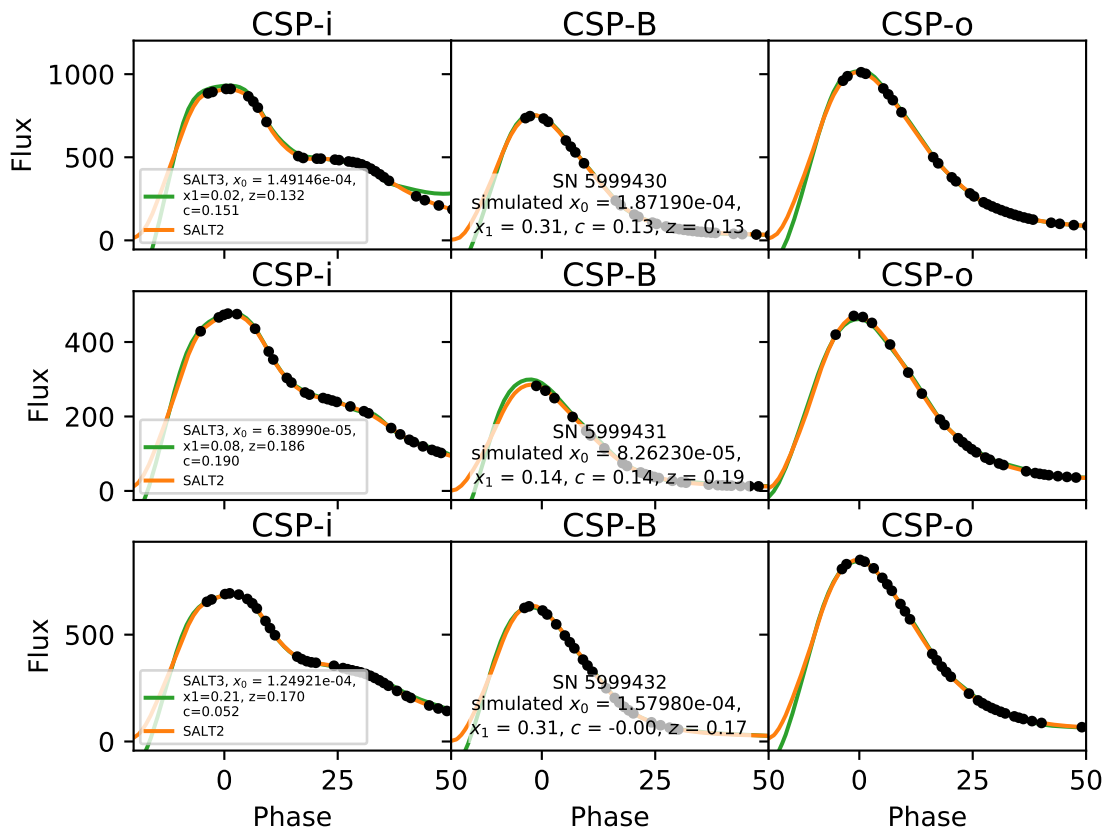 CSP-i CSP-B CSP-o
1000
500
0
Flux
SALT3, x0 = 1.49146e-04,
x1=0.02, z=0.132
c=0.151
SALT2
SN 5999430
simulated x0 = 1.87190e-04,
x1 = 0.31, c = 0.13, z = 0.13
CSP-i CSP-B CSP-o
400
200
0
Flux
SALT3, x0 = 6.38990e-05,
x1=0.08, z=0.186
c=0.190
SALT2
SN 5999431
simulated x0 = 8.26230e-05,
x1 = 0.14, c = 0.14, z = 0.19
CSP-i CSP-B CSP-o
500
0
Flux
SALT3, x0 = 1.24921e-04,
x1=0.21, z=0.170
c=0.052
SALT2
SN 5999432
simulated x0 = 1.57980e-04,
x1 = 0.31, c = -0.00, z = 0.17
0 25 50 0 25 50 0 25 50
Phase Phase Phase